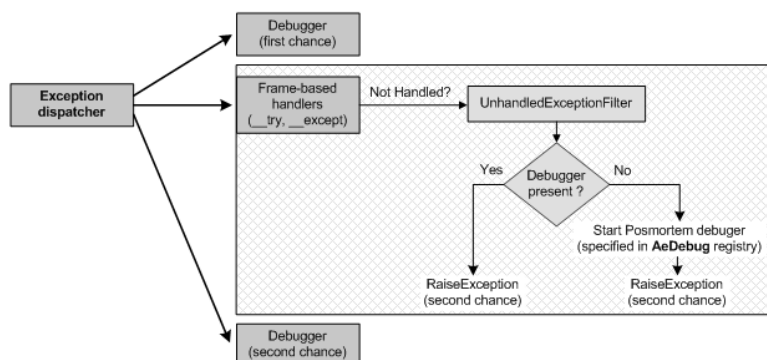 Debugger
(first chance)
Exception
dispatcher
Frame-based
handlers
(__try, __except)
Not Handled?
UnhandledExceptionFilter
Yes
Debugger
present ?
No
Start Posmortem debuger
(specified in AeDebug registry)
RaiseException
(second chance)
RaiseException
(second chance)
Debugger
(second chance)